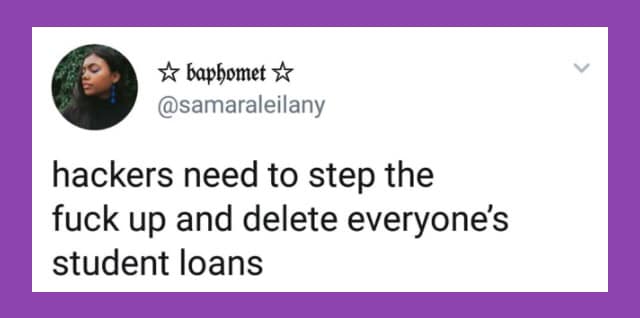 ☆ baphomet ☆
@samaraleilany
hackers need to step the
fuck up and delete everyone’s
student loans